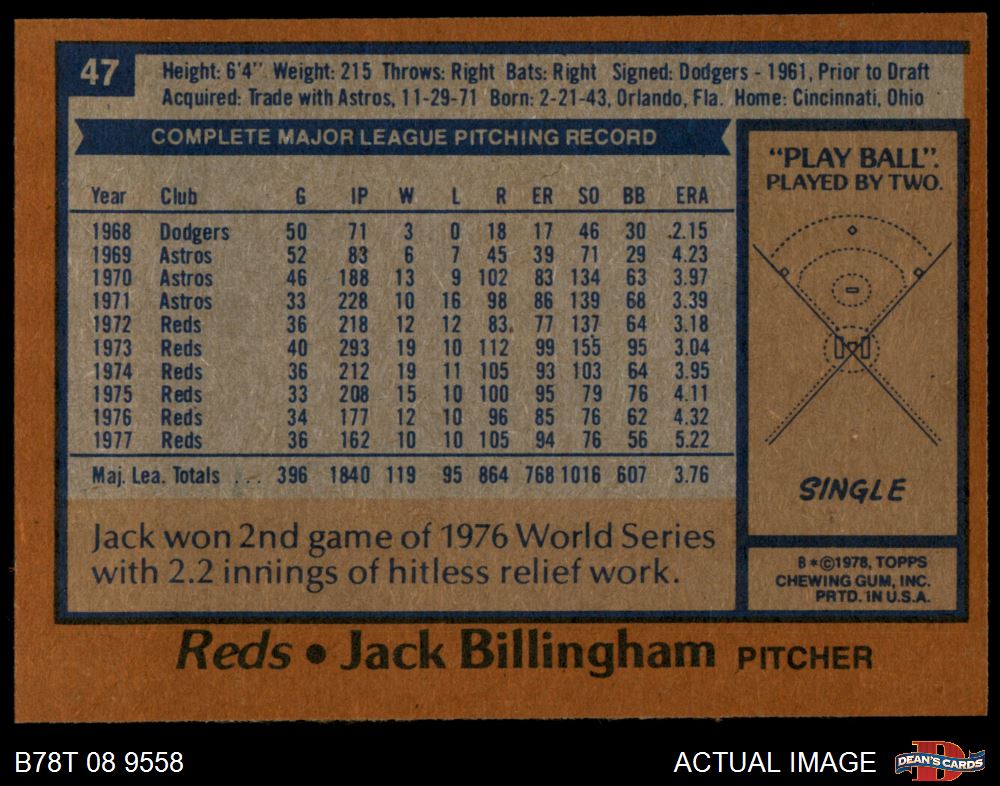 47
Height: 6'4" Weight: 215 Throws: Right Bats: Right Signed: Dodgers - 1961, Prior to Draft
Acquired: Trade with Astros, 11-29-71 Born: 2-21-43, Orlando, Fla. Home: Cincinnati, Ohio
COMPLETE MAJOR LEAGUE PITCHING RECORD
Year Club G IP W L R ER SO BB ERA
1968 Dodgers 50 71 3 0 18 17 46 30 2.15
1969 Astros 52 83 6 7 45 39 71 29 4.23
1970 Astros 46 188 13 9 102 83 134 63 3.97
1971 Astros 33 228 10 16 98 86 139 68 3.39
1972 Reds 36 218 12 12 83 77 137 64 3.18
1973 Reds 40 293 19 10 112 99 155 95 3.04
1974 Reds 36 212 19 11 105 93 103 64 3.95
1975 Reds 33 208 15 10 100 95 79 76 4.11
1976 Reds 34 177 12 10 96 85 76 62 4.32
1977 Reds 36 162 10 10 105 94 76 56 5.22
Maj. Lea. Totals ... 396 1840 119 95 864 768 1016 607 3.76
Jack won 2nd game of 1976 World Series
with 2.2 innings of hitless relief work.
"PLAY BALL".
PLAYED BY TWO.
SINGLE
B*©1978, TOPPS
CHEWING GUM, INC.
PRTD. IN U.S.A.
Reds • Jack Billingham PITCHER
B78T 08 9558
ACTUAL IMAGE
D
DEAN'S CARDS